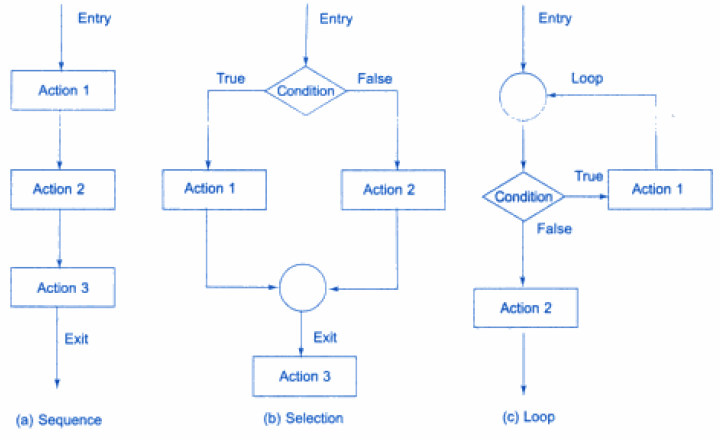 Entry
Action 1
Action 2
Action 3
Exit
(a) Sequence
Entry
True
False
Condition
Action 1
Action 2
Exit
Action 3
(b) Selection
Entry
Loop
True
Action 1
Condition
False
Action 2
(c) Loop